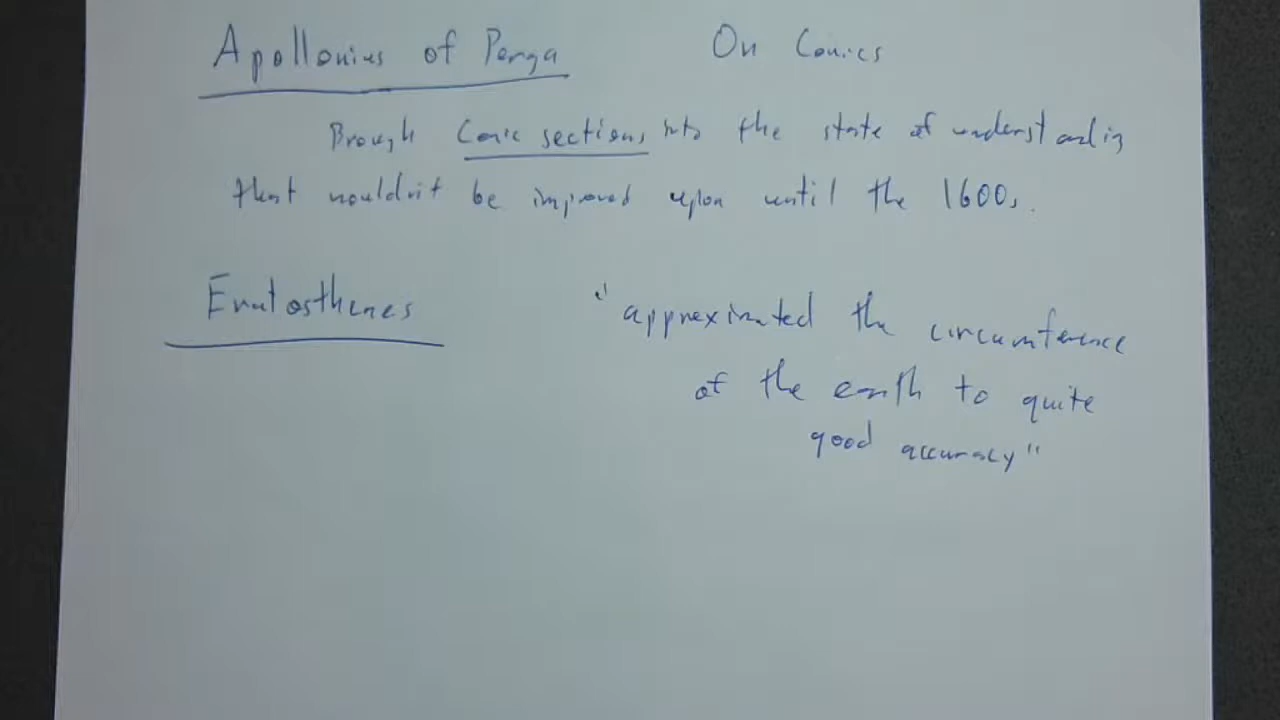 Apollonius of Perga On Conics
Brough Conic sections into the state of understanding
that wouldn't be improved upon until the 1600s.
Eratosthenes "approximated the circumference
of the earth to quite
good accuracy"